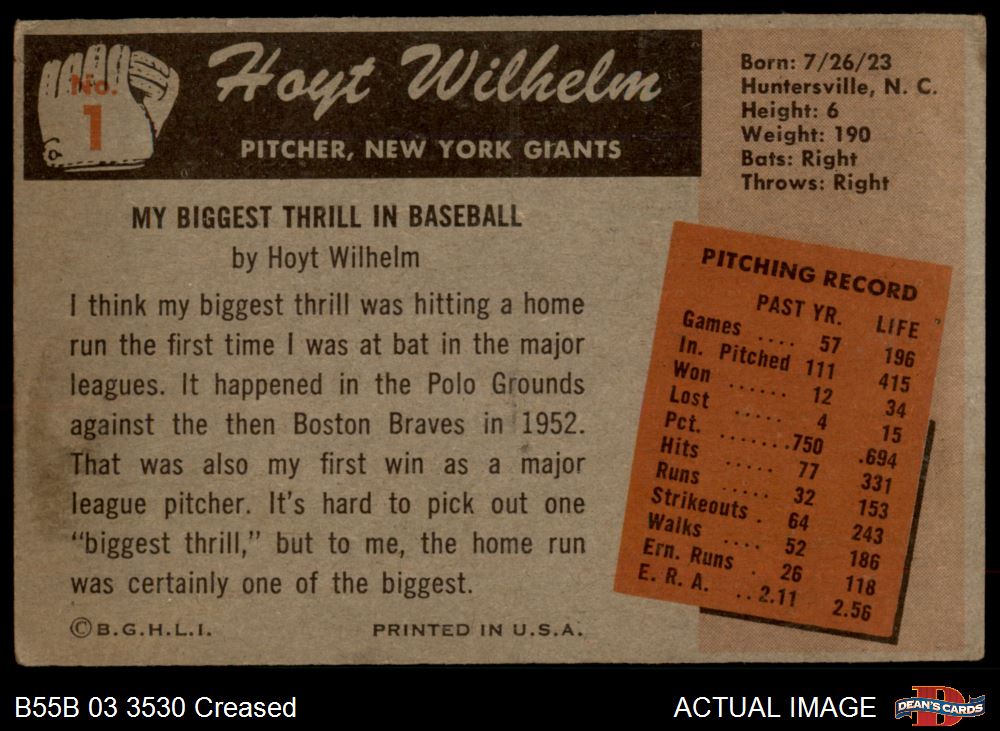 No.
1
Hoyt Wilhelm
PITCHER, NEW YORK GIANTS
Born: 7/26/23
Huntersville, N. C.
Height: 6
Weight: 190
Bats: Right
Throws: Right
MY BIGGEST THRILL IN BASEBALL
by Hoyt Wilhelm
I think my biggest thrill was hitting a home
run the first time I was at bat in the major
leagues. It happened in the Polo Grounds
against the then Boston Braves in 1952.
That was also my first win as a major
league pitcher. It's hard to pick out one
"biggest thrill," but to me, the home run
was certainly one of the biggest.
© B.G.H.L.I. PRINTED IN U.S.A.
PITCHING RECORD
PAST YR. LIFE
Games .... 57 196
In. Pitched 111 415
Won ...... 12 34
Lost ..... 4 15
Pct. .......750 .694
Hits ..... 77 331
Runs ..... 32 153
Strikeouts . 64 243
Walks .... 52 186
Ern. Runs . 26 118
E. R. A. ..2.11 2.56
B55B 03 3530 Creased
ACTUAL IMAGE
D
DEAN'S CARDS